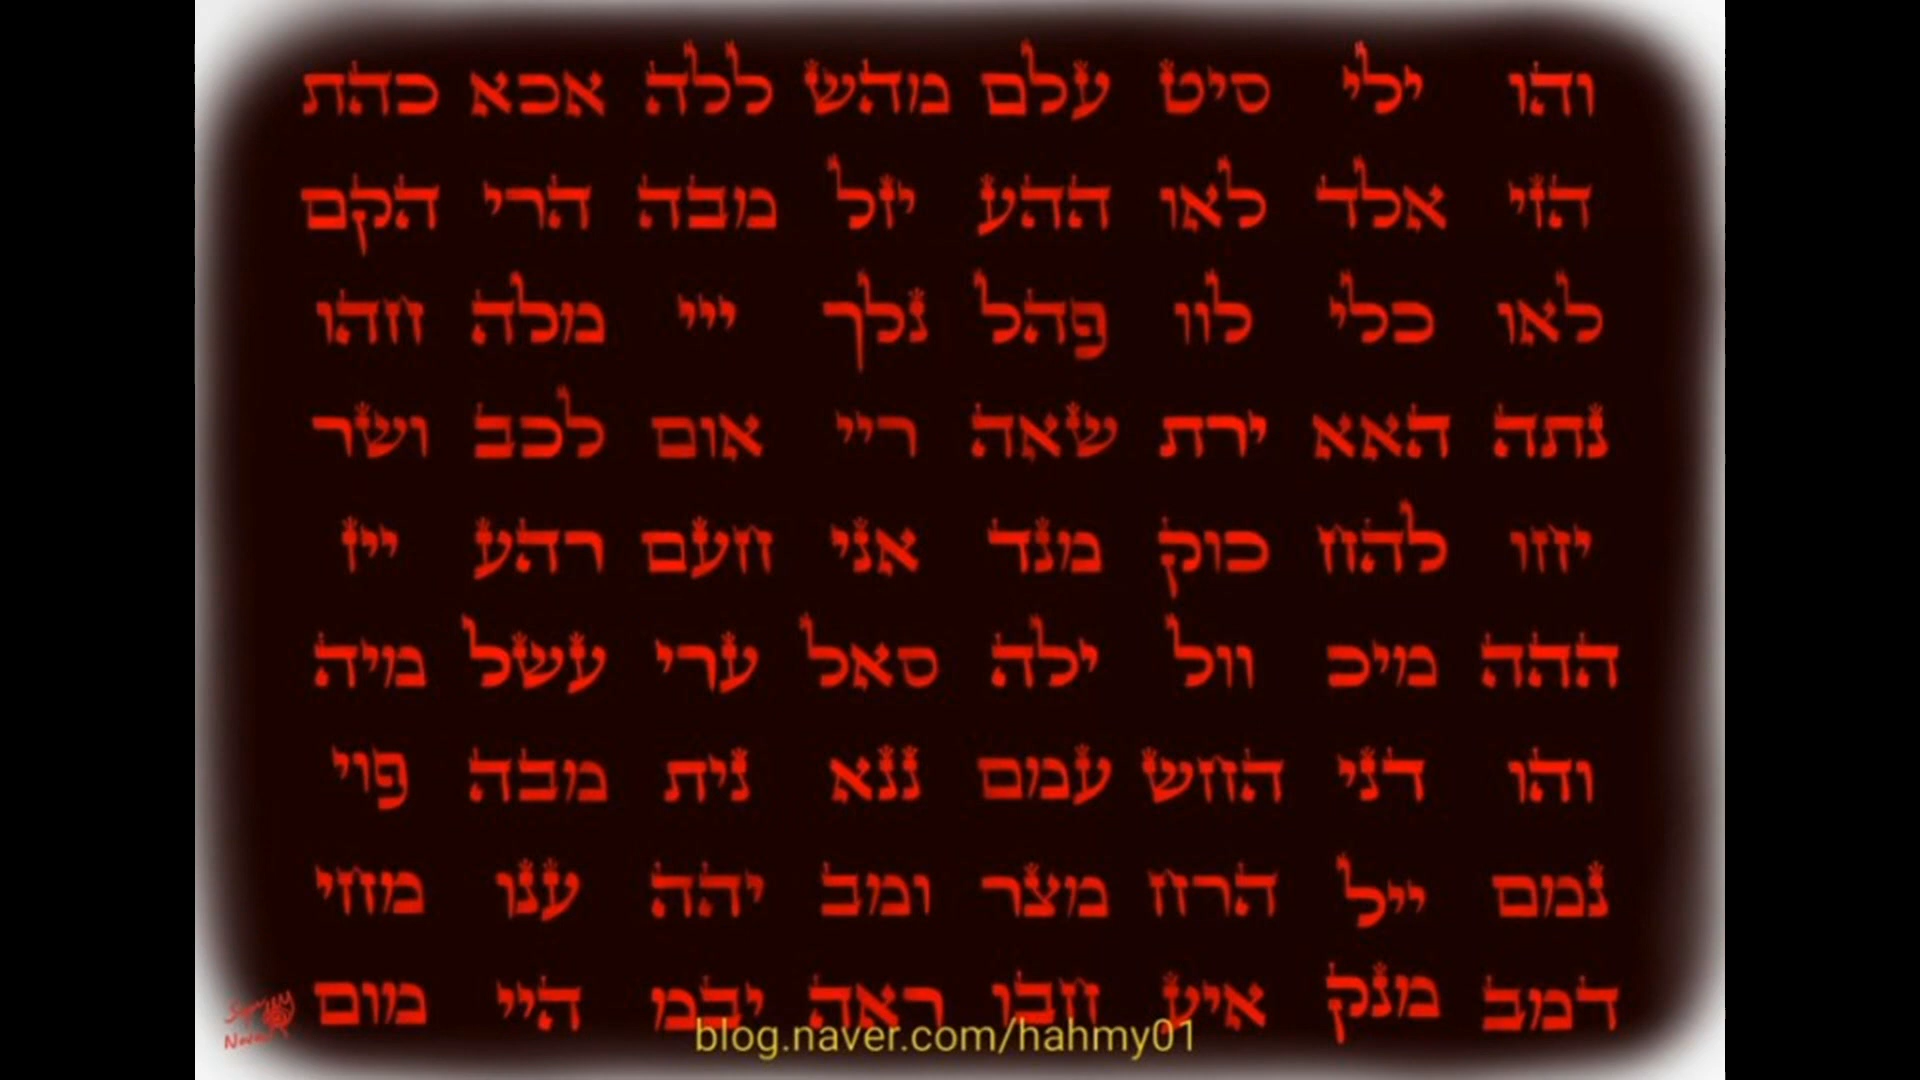 והו ילי סיט עלם מהש ללה אכא כהת
הזי אלד לאו ההע יזל מבה הרי הקם
לאו כלי לוו פהל נלך ייי מלה חהו
נתה האא ירת שאה ריי אום לכב ושר
יחו להח כוק מנד אני חעם רהע ייז
ההה מיכ וול ילה סאל ערי עשל מיה
והו דני החש עמם ננא נית מבה פוי
נמם ייל הרח מצר ומב יהה ענו מחי
דמב מנק איע חבו ראה יבמ היי מום
blog.naver.com/hahmy01